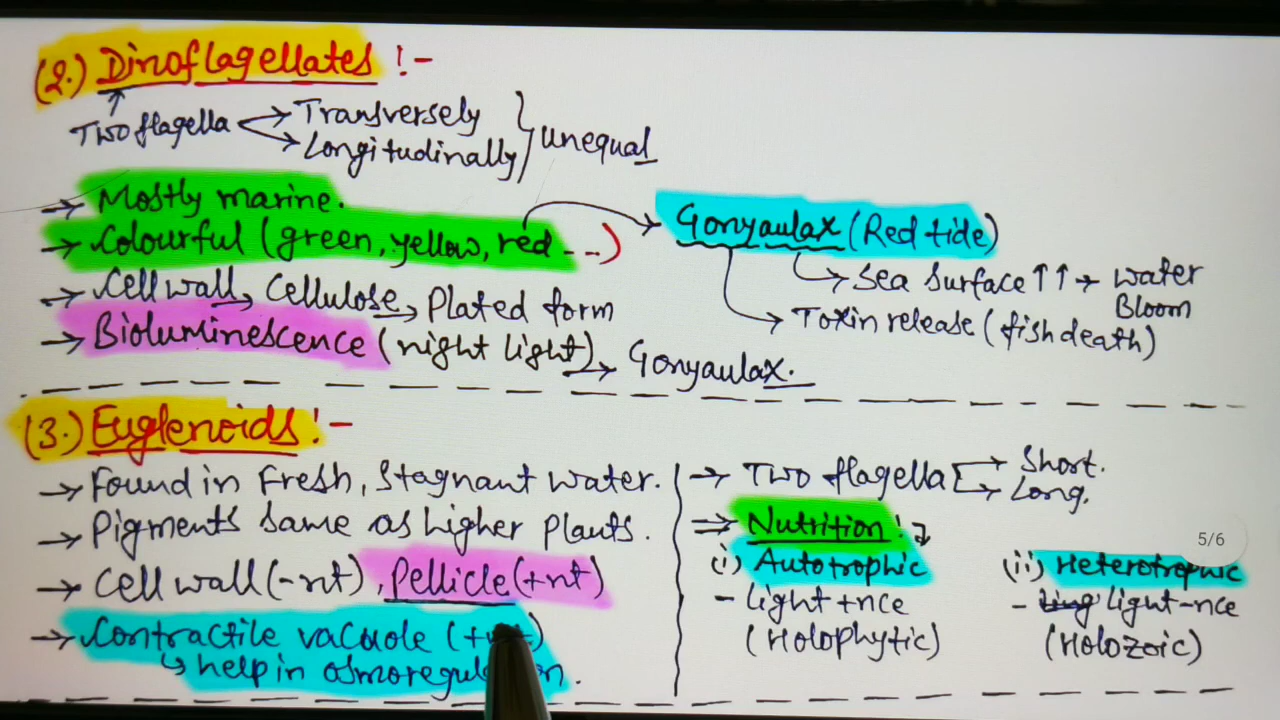 (2.) Dinoflagellates :-
Two flagella → Transversely
→ Longitudinally } unequal
→ Mostly marine.
→ Colourful (green, yellow, red ---) → Gonyaulax (Red tide)
→ Sea Surface ↑↑ → Water Bloom
→ Toxin release (fish death)
→ Cell wall → Cellulose → Plated form
→ Bioluminescence (night light) → Gonyaulax.
(3.) Euglenoids :-
→ Found in Fresh, Stagnant water.
→ Pigments same as higher plants.
→ Cell wall (-nt), Pellicle (+nt)
→ Contractile vacuole
↳ help in osmoregulation.
→ Two flagella → Short.
→ Long.
⇒ Nutrition :↴
(i) Autotrophic
- light +nce
(Holophytic)
(ii) Heterotrophic
- light -nce
(Holozoic)
5/6